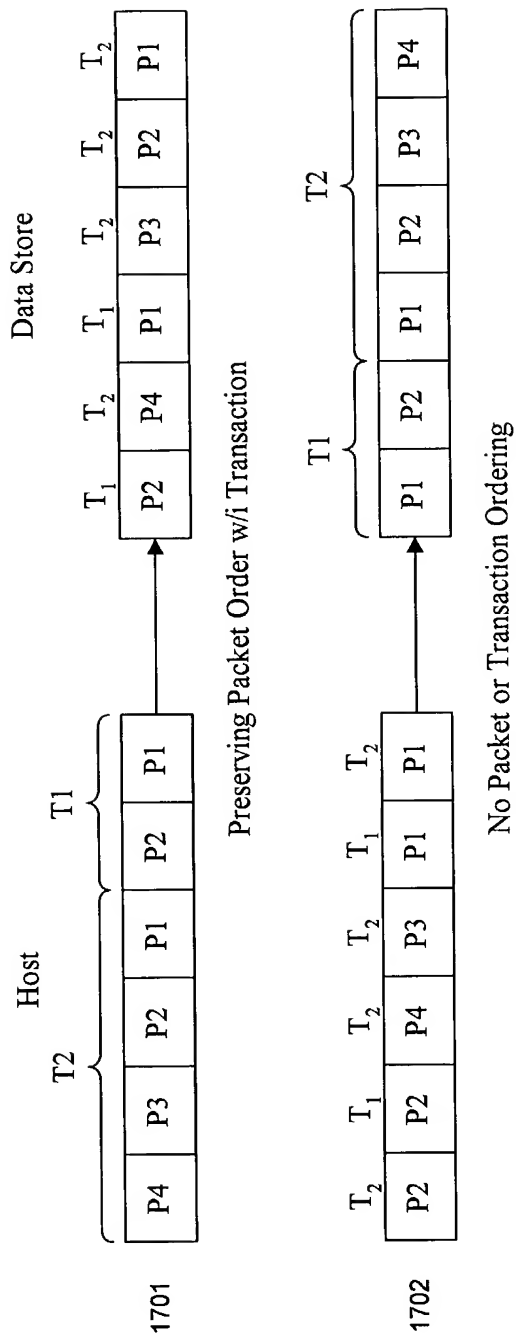 Host
Data Store
T2
T1
T1 T2 T1 T2 T2 T2
1701
P4 P3 P2 P1 P2 P1
P2 P4 P1 P3 P2 P1
Preserving Packet Order w/i Transaction
T2 T1 T2 T2 T1 T2
T1
T2
1702
P2 P2 P4 P3 P1 P1
P1 P2 P1 P2 P3 P4
No Packet or Transaction Ordering